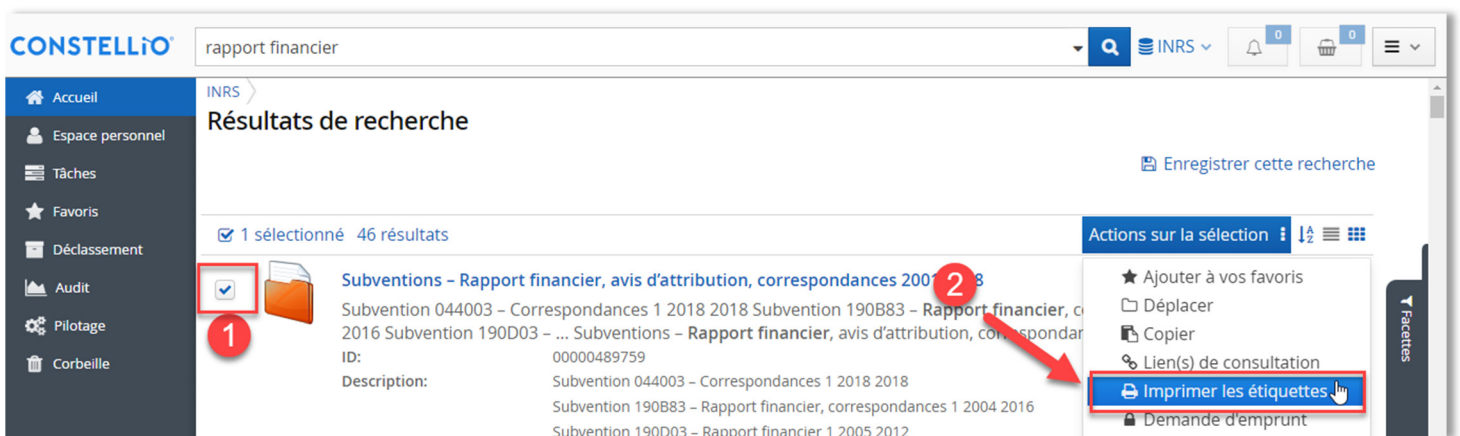 CONSTELLiO
rapport financier
INRS
0
0
Accueil
Espace personnel
Tâches
Favoris
Déclassement
Audit
Pilotage
Corbeille
INRS
Résultats de recherche
Enregistrer cette recherche
1 sélectionné 46 résultats
Actions sur la sélection
1
Subventions – Rapport financier, avis d'attribution, correspondances 200
8
2
Subvention 044003 – Correspondances 1 2018 2018 Subvention 190B83 – Rapport financier, c
2016 Subvention 190D03 – ... Subventions – Rapport financier, avis d'attribution, correspondan
ID: 00000489759
Description: Subvention 044003 – Correspondances 1 2018 2018
Subvention 190B83 – Rapport financier, correspondances 1 2004 2016
Subvention 190D03 – Rapport financier 1 2005 2012
Ajouter à vos favoris
Déplacer
Copier
Lien(s) de consultation
Imprimer les étiquettes
Demande d'emprunt
Facettes